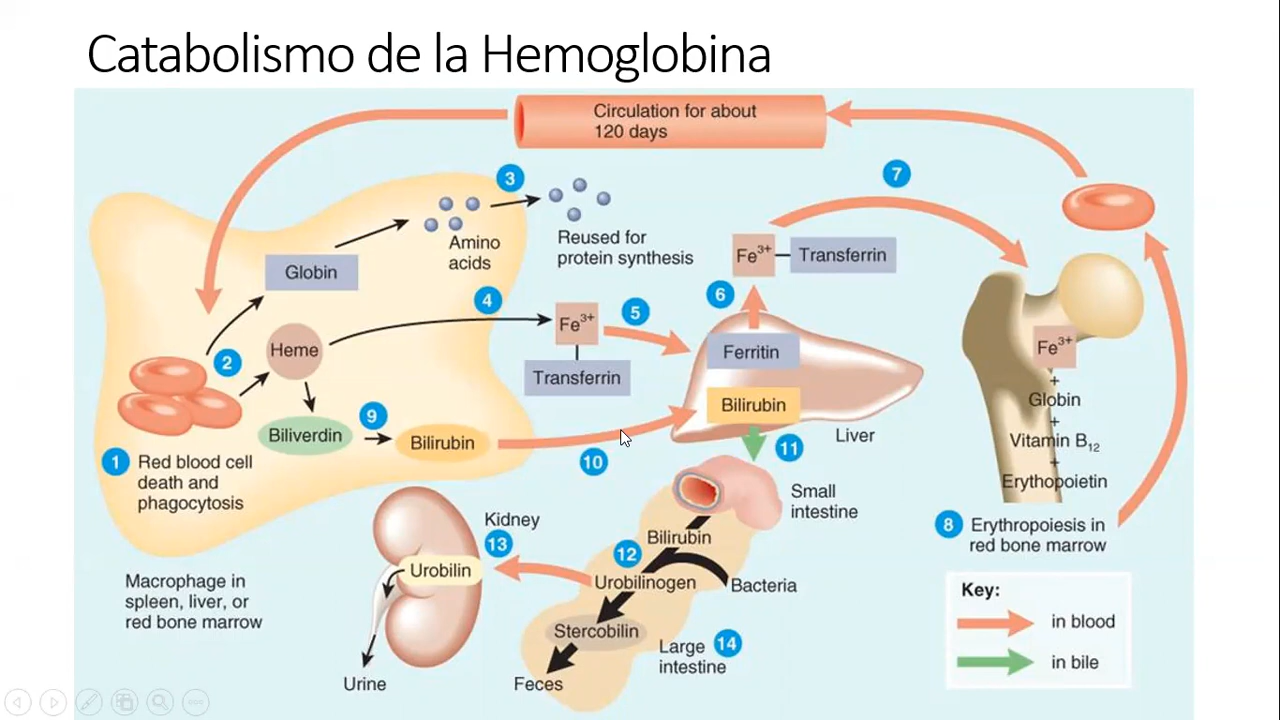 Catabolismo de la Hemoglobina
Circulation for about
120 days
3
7
Amino
acids
Reused for
protein synthesis
Globin
Fe3+
Transferrin
6
4
5
Fe3+
Transferrin
2
Heme
Ferritin
Fe3+
+
Globin
+
Vitamin B12
+
Erythopoietin
Biliverdin
9
Bilirubin
10
Bilirubin
Liver
11
1
Red blood cell
death and
phagocytosis
Small
intestine
8
Erythropoiesis in
red bone marrow
Kidney
13
Bilirubin
12
Urobilinogen
Bacteria
Urobilin
Macrophage in
spleen, liver, or
red bone marrow
Stercobilin
Large
intestine
14
Urine
Feces
Key:
in blood
in bile